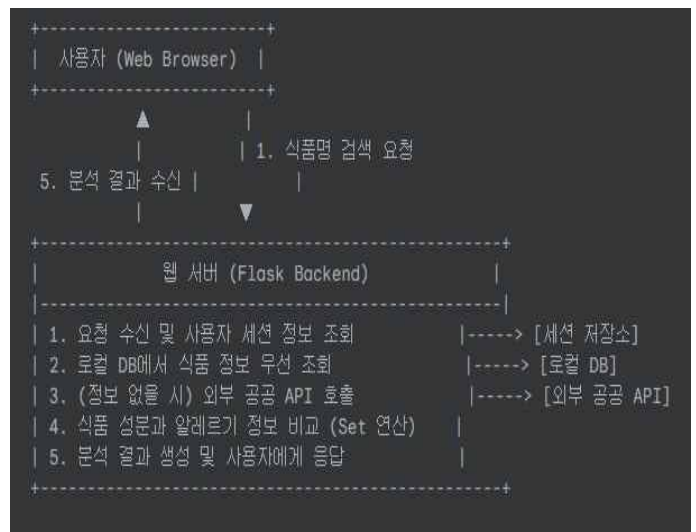 사용자 (Web Browser)
1. 식품명 검색 요청
5. 분석 결과 수신
웹 서버 (Flask Backend)
1. 요청 수신 및 사용자 세션 정보 조회 -----> [세션 저장소]
2. 로컬 DB에서 식품 정보 우선 조회 -----> [로컬 DB]
3. (정보 없을 시) 외부 공공 API 호출 -----> [외부 공공 API]
4. 식품 성분과 알레르기 정보 비교 (Set 연산)
5. 분석 결과 생성 및 사용자에게 응답